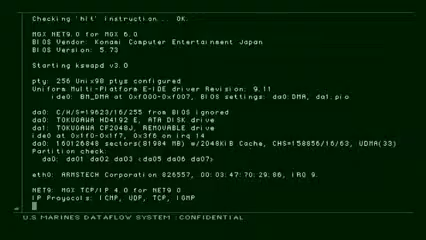 Checking 'hlt' instruction... OK.
MGX NET9.0 for MGX 6.0
BIOS Vendor: Konami Computer Entertainment Japan
BIOS Version: 5.73
Starting kswapd v3.0
pty: 256 Unix98 ptys configured
Uniform Multi-Platform E-IDE driver Revision: 9.11
ide0: BM_DMA at 0xf000-0xf007, BIOS settings: da0:DMA, da1:pio
da0: C/H/S=19623/16/255 from BIOS ignored
da0: TOKUGAWA HD4192 E, ATA DISK drive
da1: TOKUGAWA CF2048J, REMOVABLE drive
ide0 at 0x1f0-0x1f7, 0x3f6 on irq 14
da0: 160126848 sectors(81984 MB) w/2048KiB Cache, CHS=158856/16/63, UDMA(33)
Partition check:
da0: da01 da02 da03 <da05 da06 da07>
eth0: ARMSTECH Corporation 826557, 00:03:47:70:29:86, IRQ 9.
NET9: MGX TCP/IP 4.0 for NET9.0
IP Protocols: ICMP, UDP, TCP, IGMP
U.S MARINES DATAFLOW SYSTEM :CONFIDENTIAL